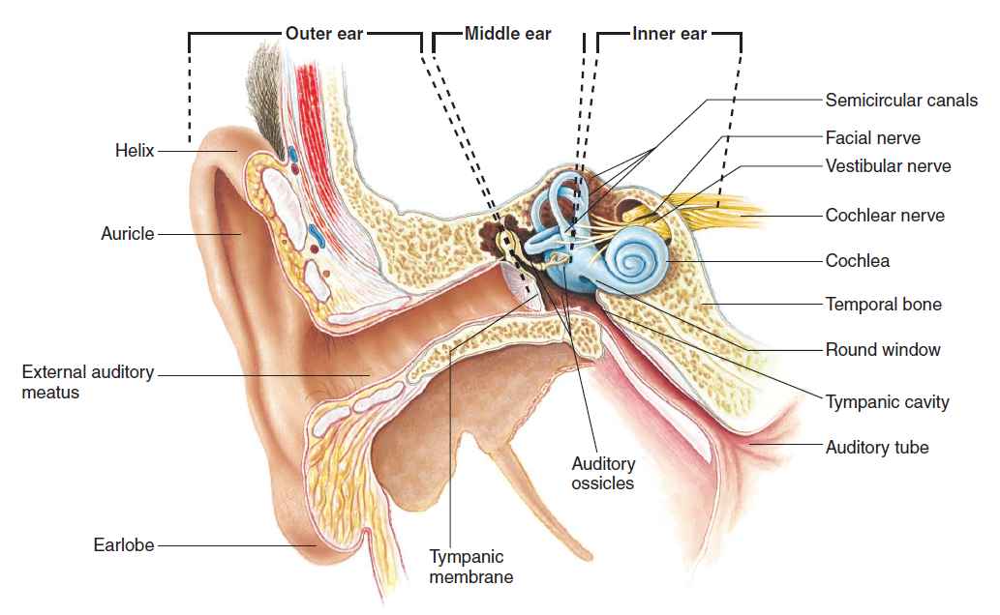 Outer ear
Middle ear
Inner ear
Semicircular canals
Facial nerve
Vestibular nerve
Cochlear nerve
Cochlea
Temporal bone
Round window
Tympanic cavity
Auditory tube
Helix
Auricle
External auditory
meatus
Earlobe
Tympanic
membrane
Auditory
ossicles